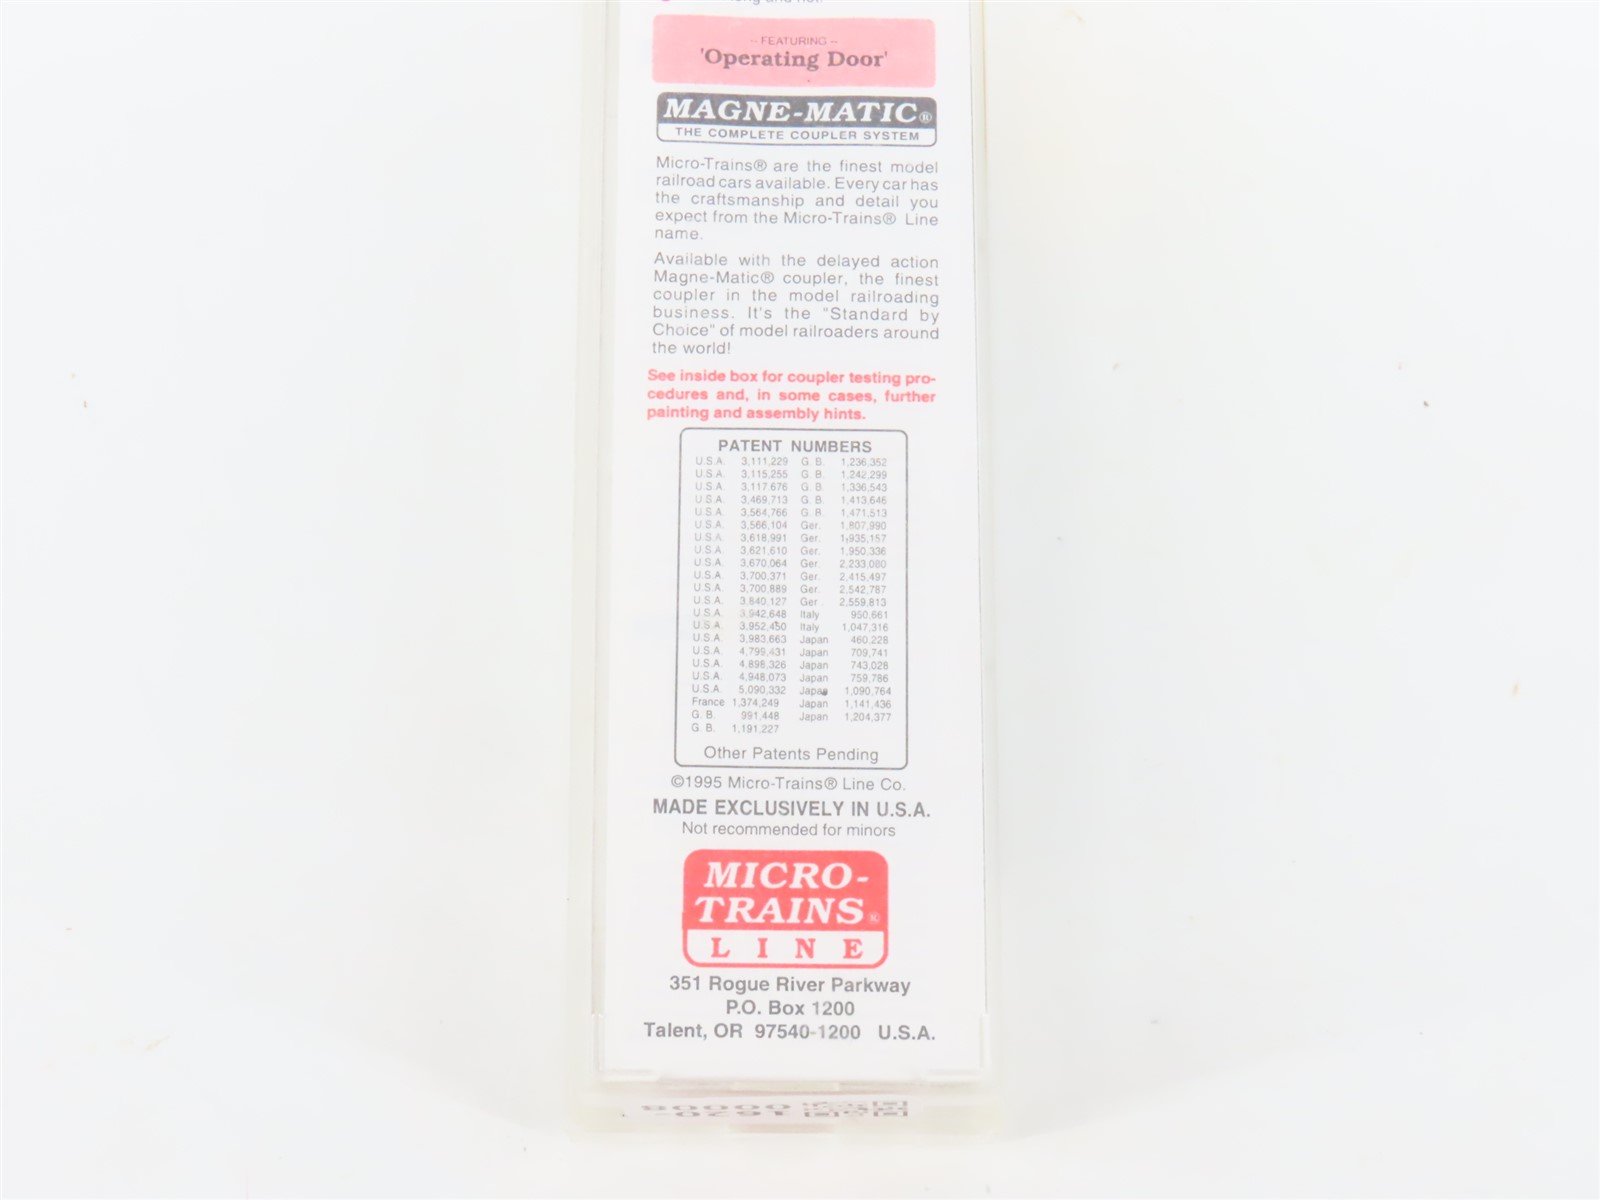 -- FEATURING --
'Operating Door'
MAGNE-MATIC®
THE COMPLETE COUPLER SYSTEM
Micro-Trains® are the finest model
railroad cars available. Every car has
the craftsmanship and detail you
expect from the Micro-Trains® Line
name.
Available with the delayed action
Magne-Matic® coupler, the finest
coupler in the model railroading
business. It's the "Standard by
Choice" of model railroaders around
the world!
See inside box for coupler testing pro-
cedures and, in some cases, further
painting and assembly hints.
PATENT NUMBERS
U.S.A. 3,111,229 G. B. 1,236,352
U.S.A. 3,115,255 G. B. 1,242,299
U.S.A. 3,117,676 G. B. 1,336,543
U.S.A. 3,469,713 G. B. 1,413,646
U.S.A. 3,564,766 G. B. 1,471,513
U.S.A. 3,566,104 Ger. 1,807,990
U.S.A. 3,618,991 Ger. 1,935,157
U.S.A. 3,621,610 Ger. 1,950,336
U.S.A. 3,670,064 Ger. 2,233,080
U.S.A. 3,700,371 Ger. 2,415,497
U.S.A. 3,700,889 Ger. 2,542,787
U.S.A. 3,840,127 Ger. 2,559,813
U.S.A. 3,942,648 Italy 950,661
U.S.A. 3,952,450 Italy 1,047,316
U.S.A. 3,983,663 Japan 460,228
U.S.A. 4,799,431 Japan 709,741
U.S.A. 4,898,326 Japan 743,028
U.S.A. 4,948,073 Japan 759,786
U.S.A. 5,090,332 Japan 1,090,764
France 1,374,249 Japan 1,141,436
G. B. 991,448 Japan 1,204,377
G. B. 1,191,227
Other Patents Pending
©1995 Micro-Trains® Line Co.
MADE EXCLUSIVELY IN U.S.A.
Not recommended for minors
MICRO-
TRAINS®
LINE
351 Rogue River Parkway
P.O. Box 1200
Talent, OR 97540-1200 U.S.A.